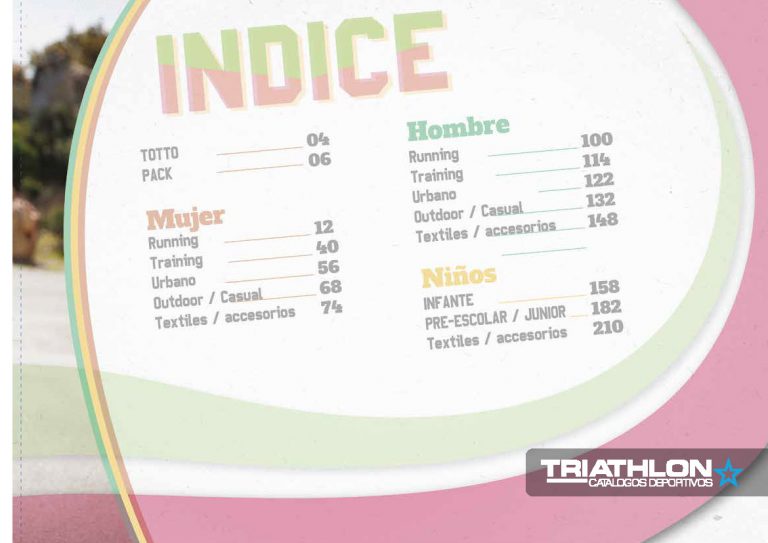 INDICE
TOTTO 04
PACK 06
Mujer
Running 12
Training 40
Urbano 56
Outdoor / Casual 68
Textiles / accesorios 74
Hombre
Running 100
Training 114
Urbano 122
Outdoor / Casual 132
Textiles / accesorios 148
Niños
INFANTE 158
PRE-ESCOLAR / JUNIOR 182
Textiles / accesorios 210
TRIATHLON
CATALOGOS DEPORTIVOS